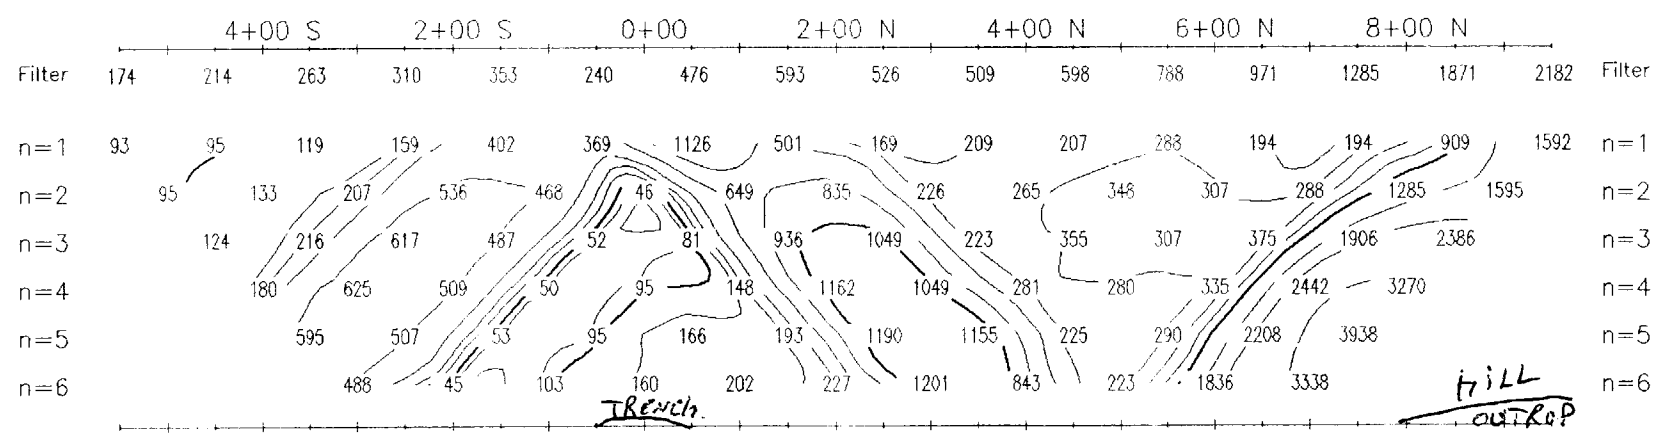 4+00 S 2+00 S 0+00 2+00 N 4+00 N 6+00 N 8+00 N
Filter 174 214 263 310 353 240 476 593 526 509 598 788 971 1285 1871 2182 Filter
n=1 93 95 119 159 402 369 1126 501 169 209 207 288 194 194 909 1592 n=1
n=2 95 133 207 536 468 46 649 835 226 265 348 307 288 1285 1595 n=2
n=3 124 216 617 487 52 81 936 1049 223 355 307 375 1906 2386 n=3
n=4 180 625 509 50 95 148 1162 1049 281 280 335 2442 3270 n=4
n=5 595 507 53 95 166 193 1190 1155 225 290 2208 3938 n=5
n=6 488 45 103 160 202 227 1201 843 223 1836 3338 n=6
TRENCH. HILL
OUTROP